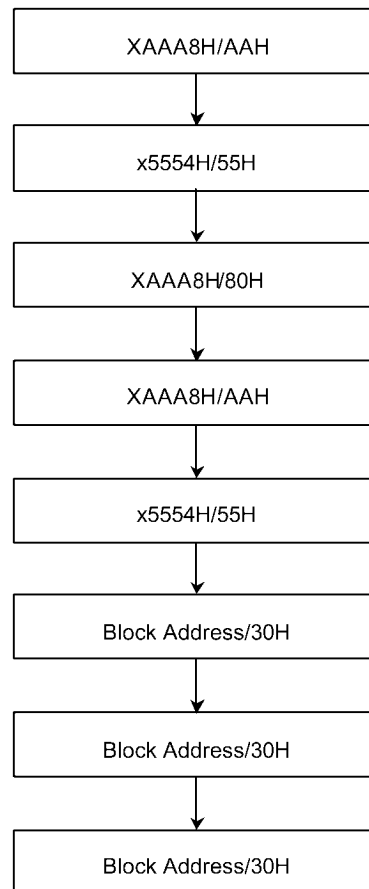 XAAA8H/AAH
x5554H/55H
XAAA8H/80H
XAAA8H/AAH
x5554H/55H
Block Address/30H
Block Address/30H
Block Address/30H